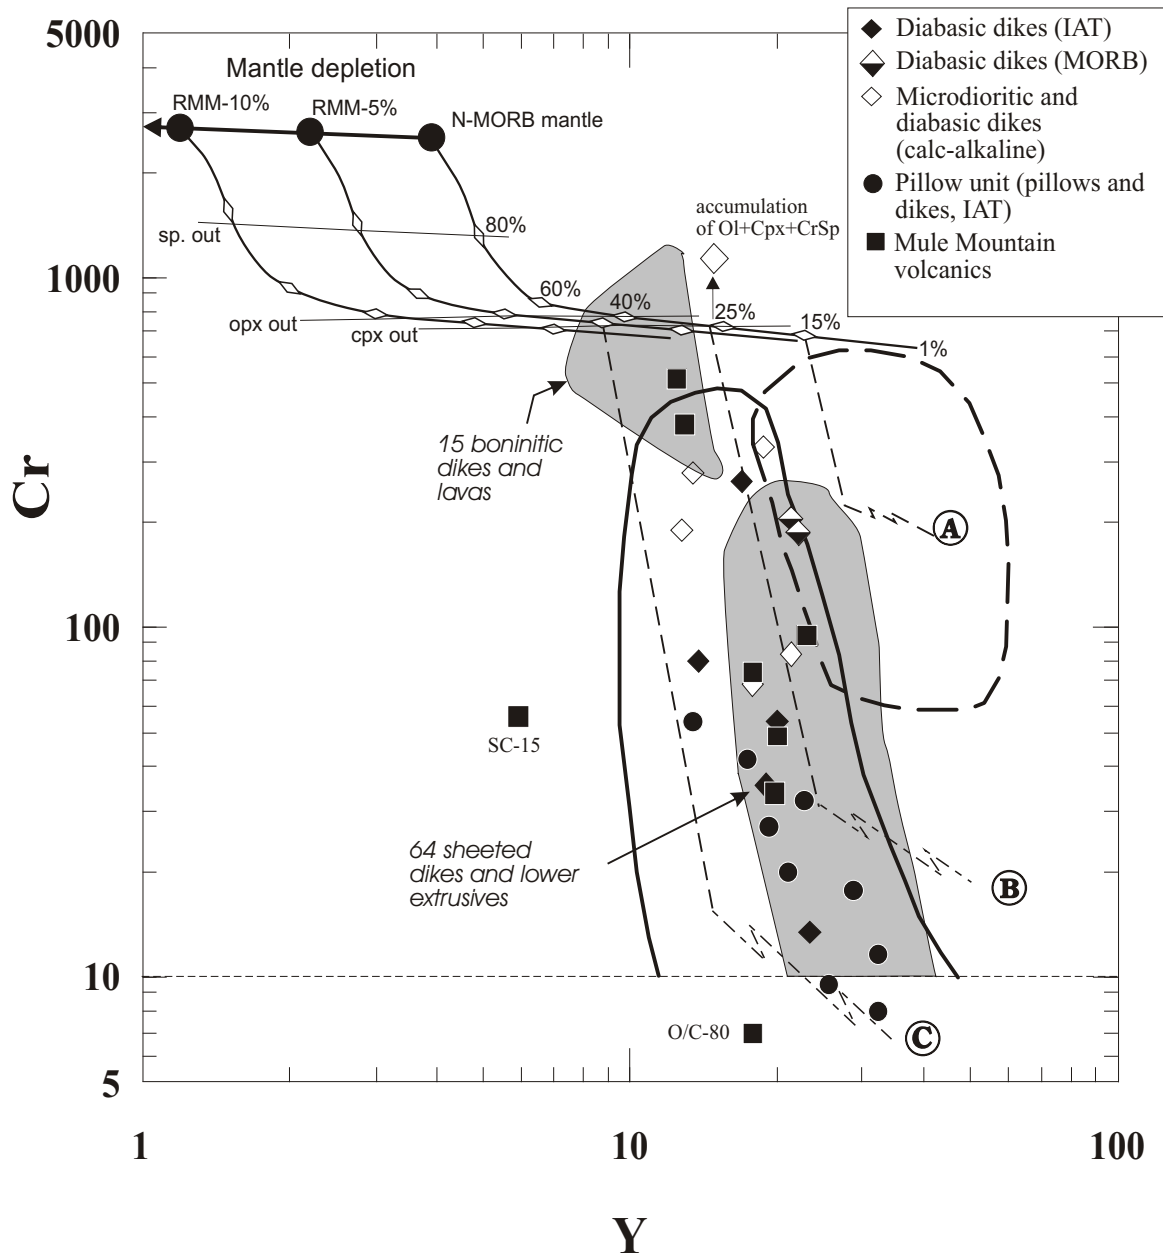 5000
1000
100
10
5
Cr
1
10
100
Y
Mantle depletion
RMM-10%
RMM-5%
N-MORB mantle
80%
60%
40%
25%
15%
1%
sp. out
opx out
cpx out
accumulation
of Ol+Cpx+CrSp
15 boninitic
dikes and
lavas
64 sheeted
dikes and lower
extrusives
SC-15
O/C-80
A
B
C
Diabasic dikes (IAT)
Diabasic dikes (MORB)
Microdioritic and
diabasic dikes
(calc-alkaline)
Pillow unit (pillows and
dikes, IAT)
Mule Mountain
volcanics